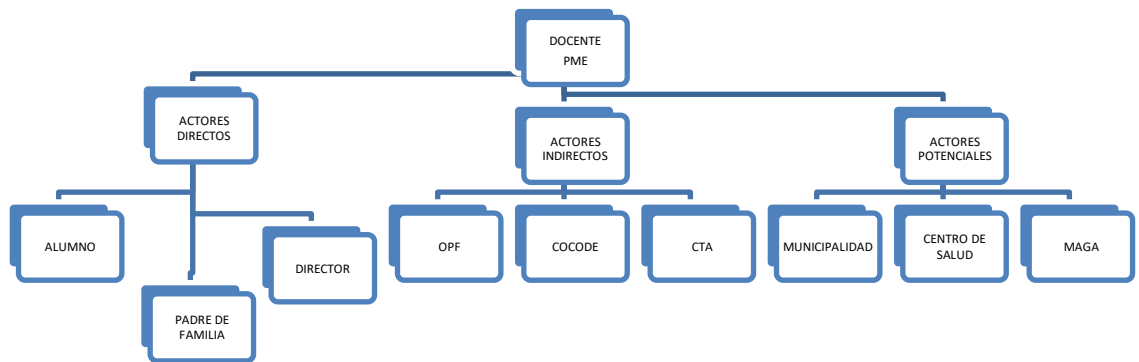 DOCENTE
PME
ACTORES
DIRECTOS
ACTORES
INDIRECTOS
ACTORES
POTENCIALES
ALUMNO
PADRE DE
FAMILIA
DIRECTOR
OPF
COCODE
CTA
MUNICIPALIDAD
CENTRO DE
SALUD
MAGA